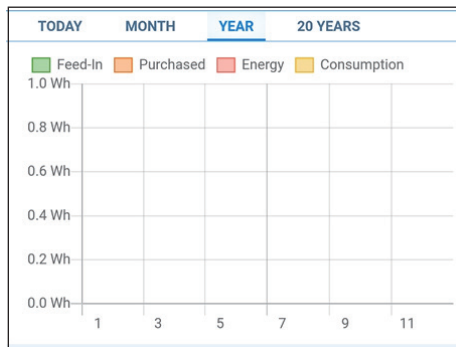 TODAY MONTH YEAR 20 YEARS
Feed-In Purchased Energy Consumption
1.0 Wh
0.8 Wh
0.6 Wh
0.4 Wh
0.2 Wh
0.0 Wh
1 3 5 7 9 11